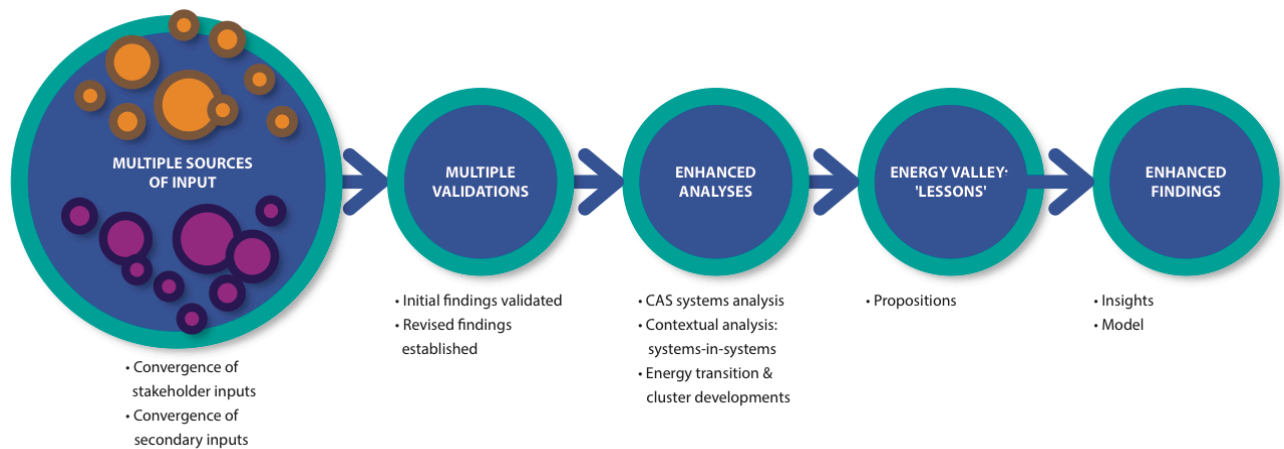 MULTIPLE SOURCES
OF INPUT
• Convergence of
stakeholder inputs
• Convergence of
secondary inputs
MULTIPLE
VALIDATIONS
• Initial findings validated
• Revised findings
established
ENHANCED
ANALYSES
• CAS systems analysis
• Contextual analysis:
systems-in-systems
• Energy transition &
cluster developments
ENERGY VALLEY·
'LESSONS'
• Propositions
ENHANCED
FINDINGS
• Insights
• Model